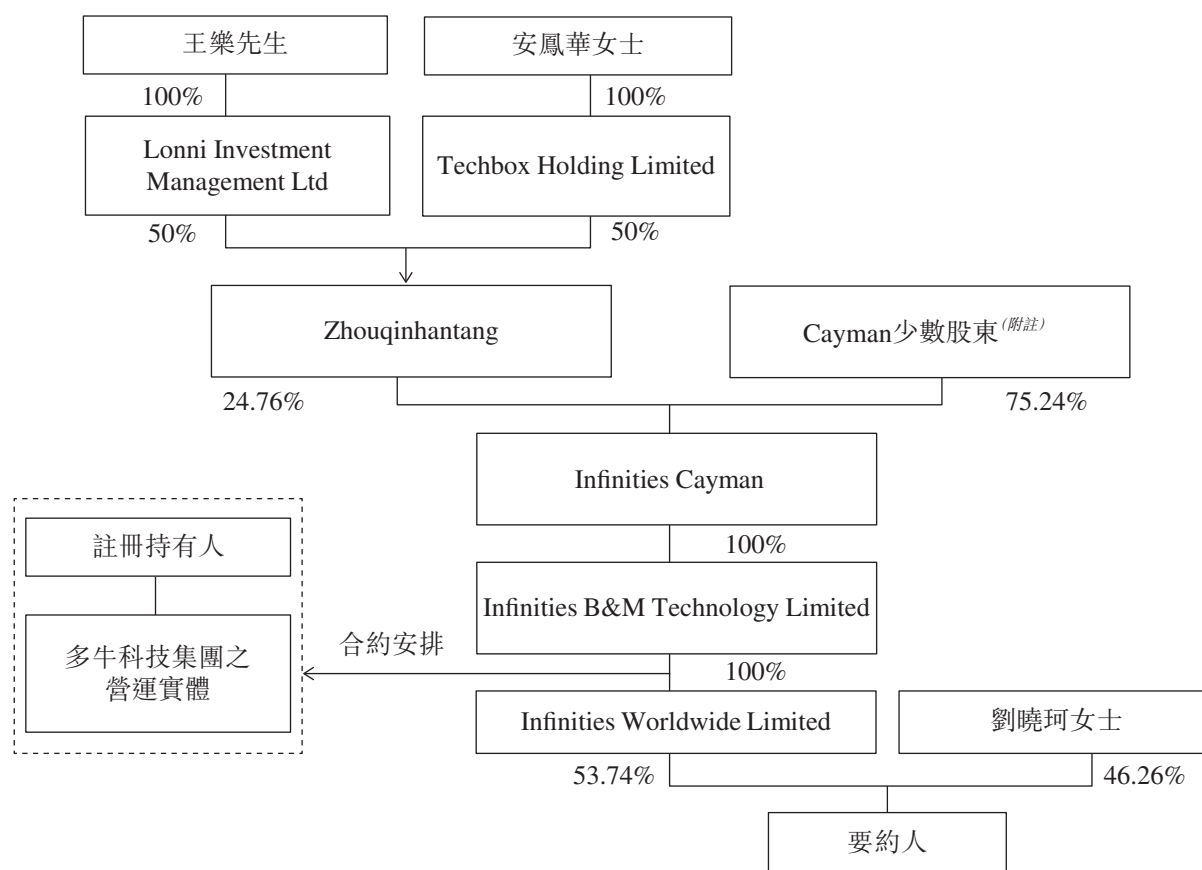 王樂先生
安鳳華女士
100%
100%
Lonni Investment
Management Ltd
Techbox Holding Limited
50%
50%
Zhouqinhantang
Cayman少數股東(附註)
24.76%
75.24%
Infinities Cayman
100%
註冊持有人
Infinities B&M Technology Limited
多牛科技集團之
營運實體
合約安排
100%
Infinities Worldwide Limited
劉曉珂女士
53.74%
46.26%
要約人